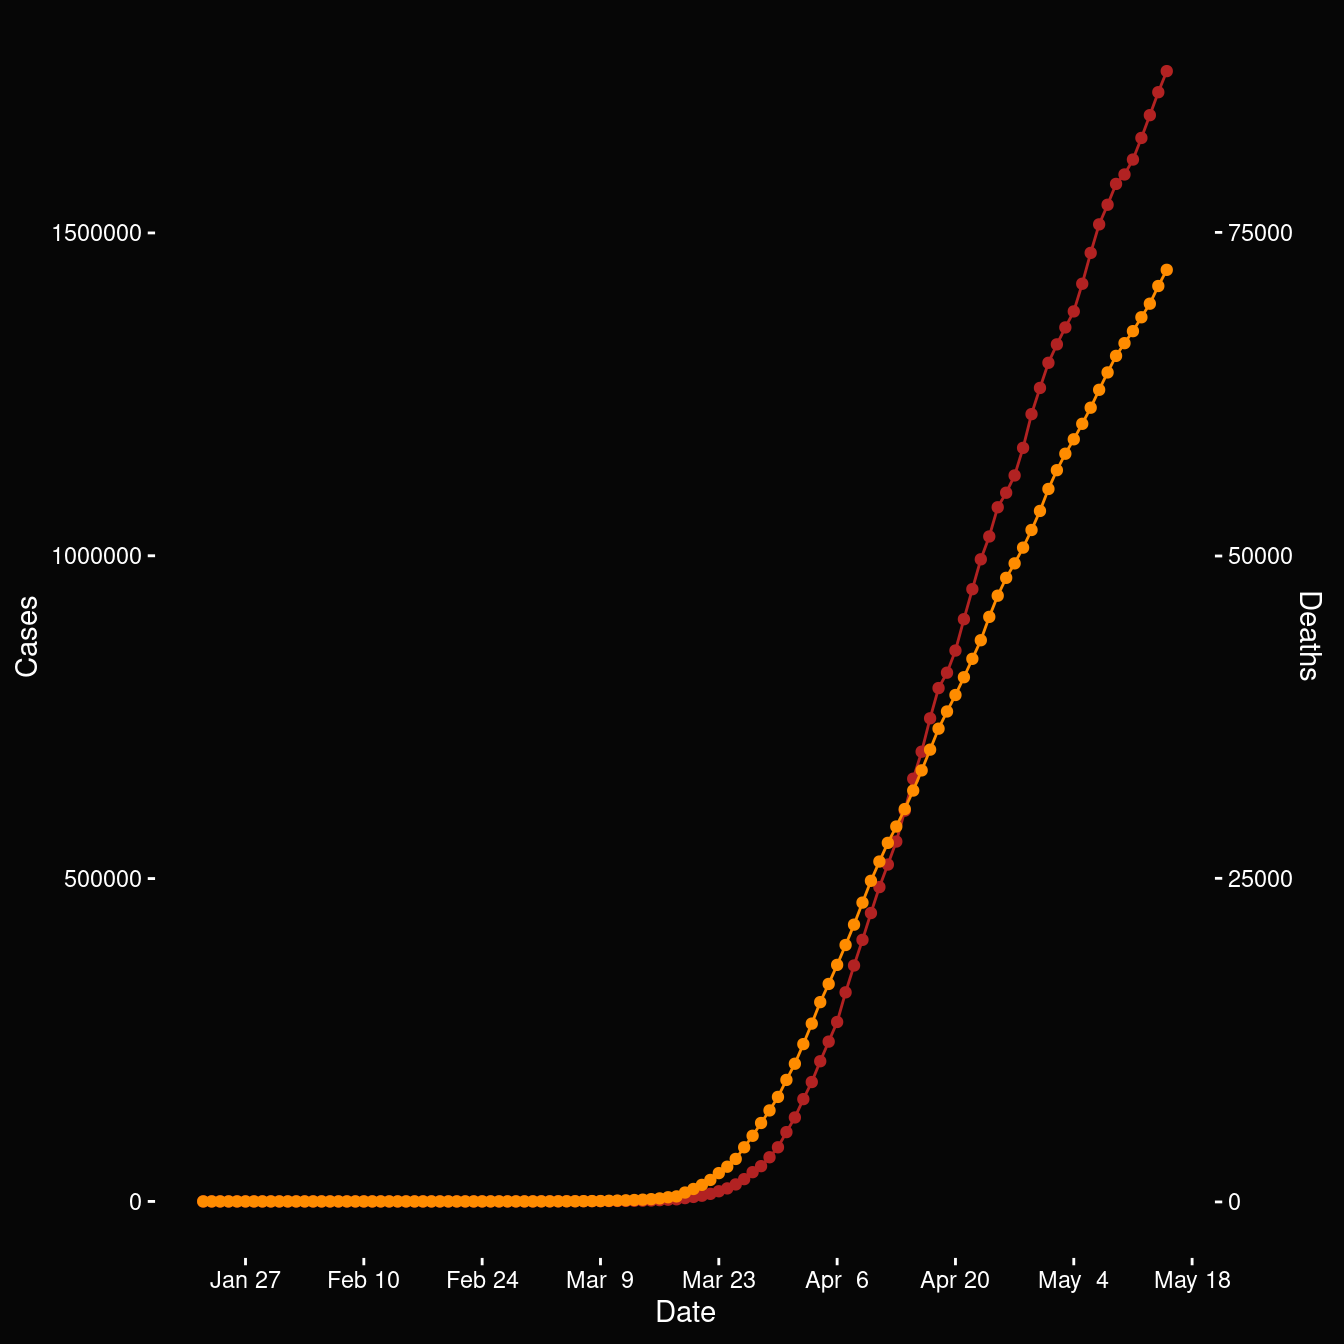 1500000
75000
1000000
50000
Cases
Deaths
500000
25000
0
0
Jan 27
Feb 10
Feb 24
Mar  9
Mar 23
Apr  6
Apr 20
May  4
May 18
Date